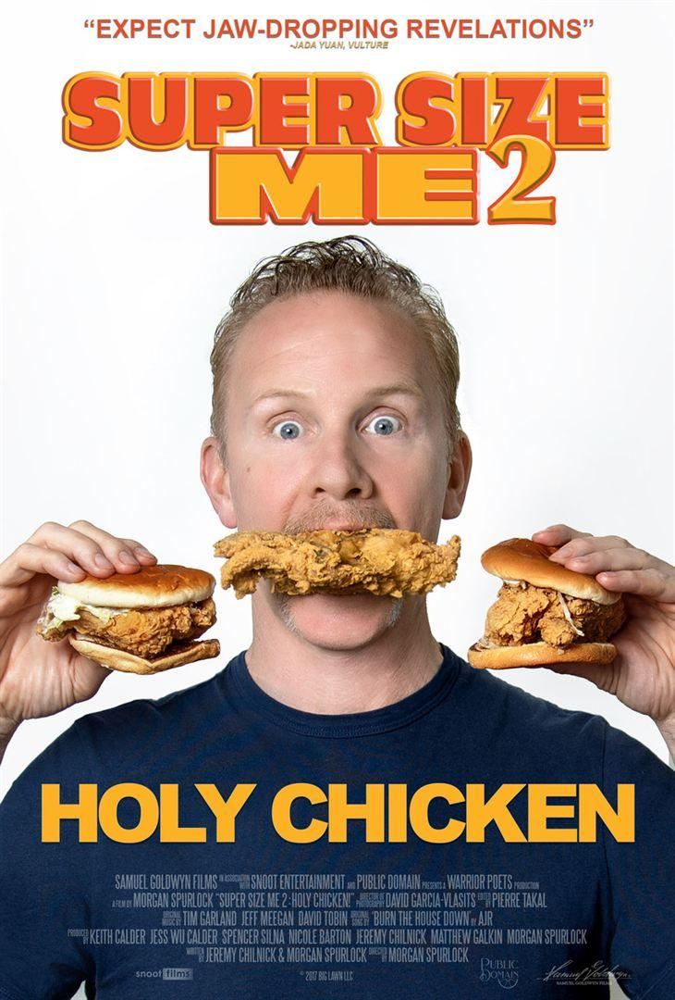 “EXPECT JAW-DROPPING REVELATIONS”
-JADA YUAN, VULTURE
SUPER SIZE
ME 2
HOLY CHICKEN
SAMUEL GOLDWYN FILMS IN ASSOCIATION WITH SNOOT ENTERTAINMENT AND PUBLIC DOMAIN PRESENTS A WARRIOR POETS PRODUCTION
A FILM BY MORGAN SPURLOCK "SUPER SIZE ME 2-HOLY CHICKEN!" DIRECTOR OF PHOTOGRAPHY DAVID GARCIA-VLASITS EDITED BY PIERRE TAKAL
ORIGINAL MUSIC BY TIM GARLAND JEFF MEEGAN DAVID TOBIN ORIGINAL SONG BY 'BURN THE HOUSE DOWN' BY AJR
PRODUCED BY KEITH CALDER JESS WU CALDER SPENCER SILNA NICOLE BARTON JEREMY CHILNICK MATTHEW GALKIN MORGAN SPURLOCK
WRITTEN BY JEREMY CHILNICK & MORGAN SPURLOCK DIRECTED BY MORGAN SPURLOCK
snoot films © 2017 BIG LAWN LLC PUBLIC DOMAIN Samuel Goldwyn
SAMUEL GOLDWYN FILMS